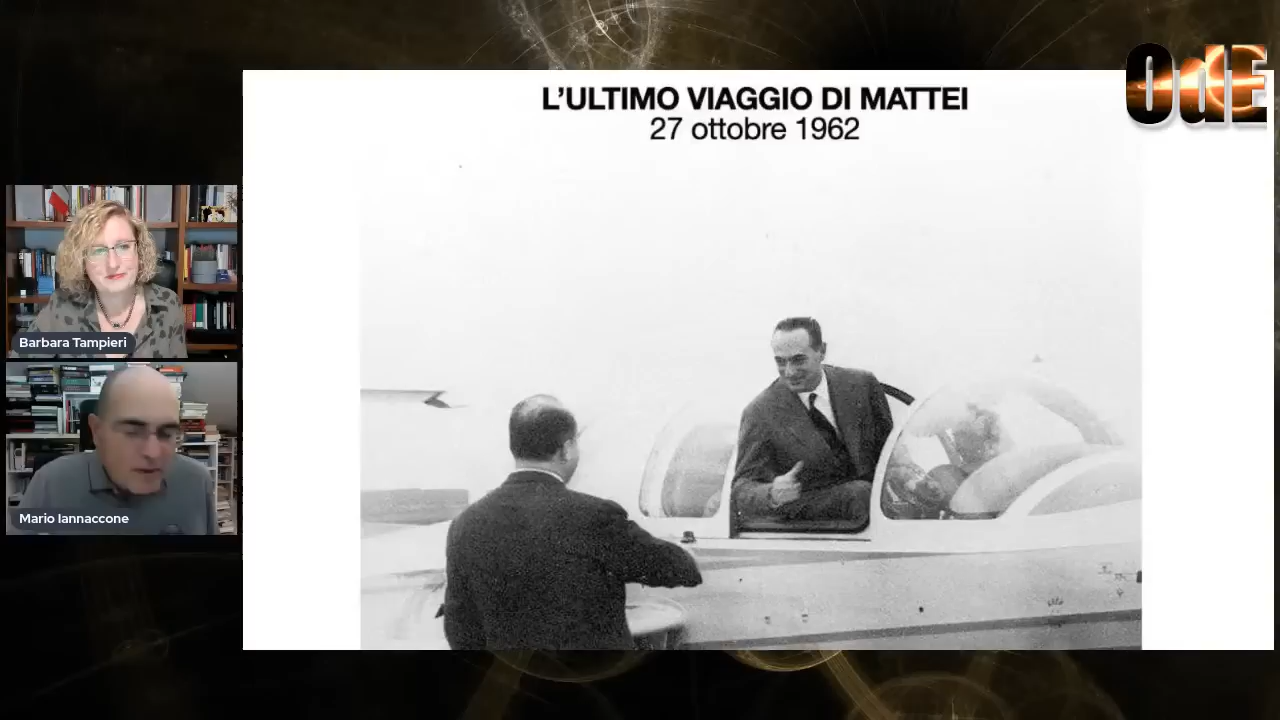 L'ULTIMO VIAGGIO DI MATTEI
27 ottobre 1962
OdE
Barbara Tampieri
Mario Iannaccone